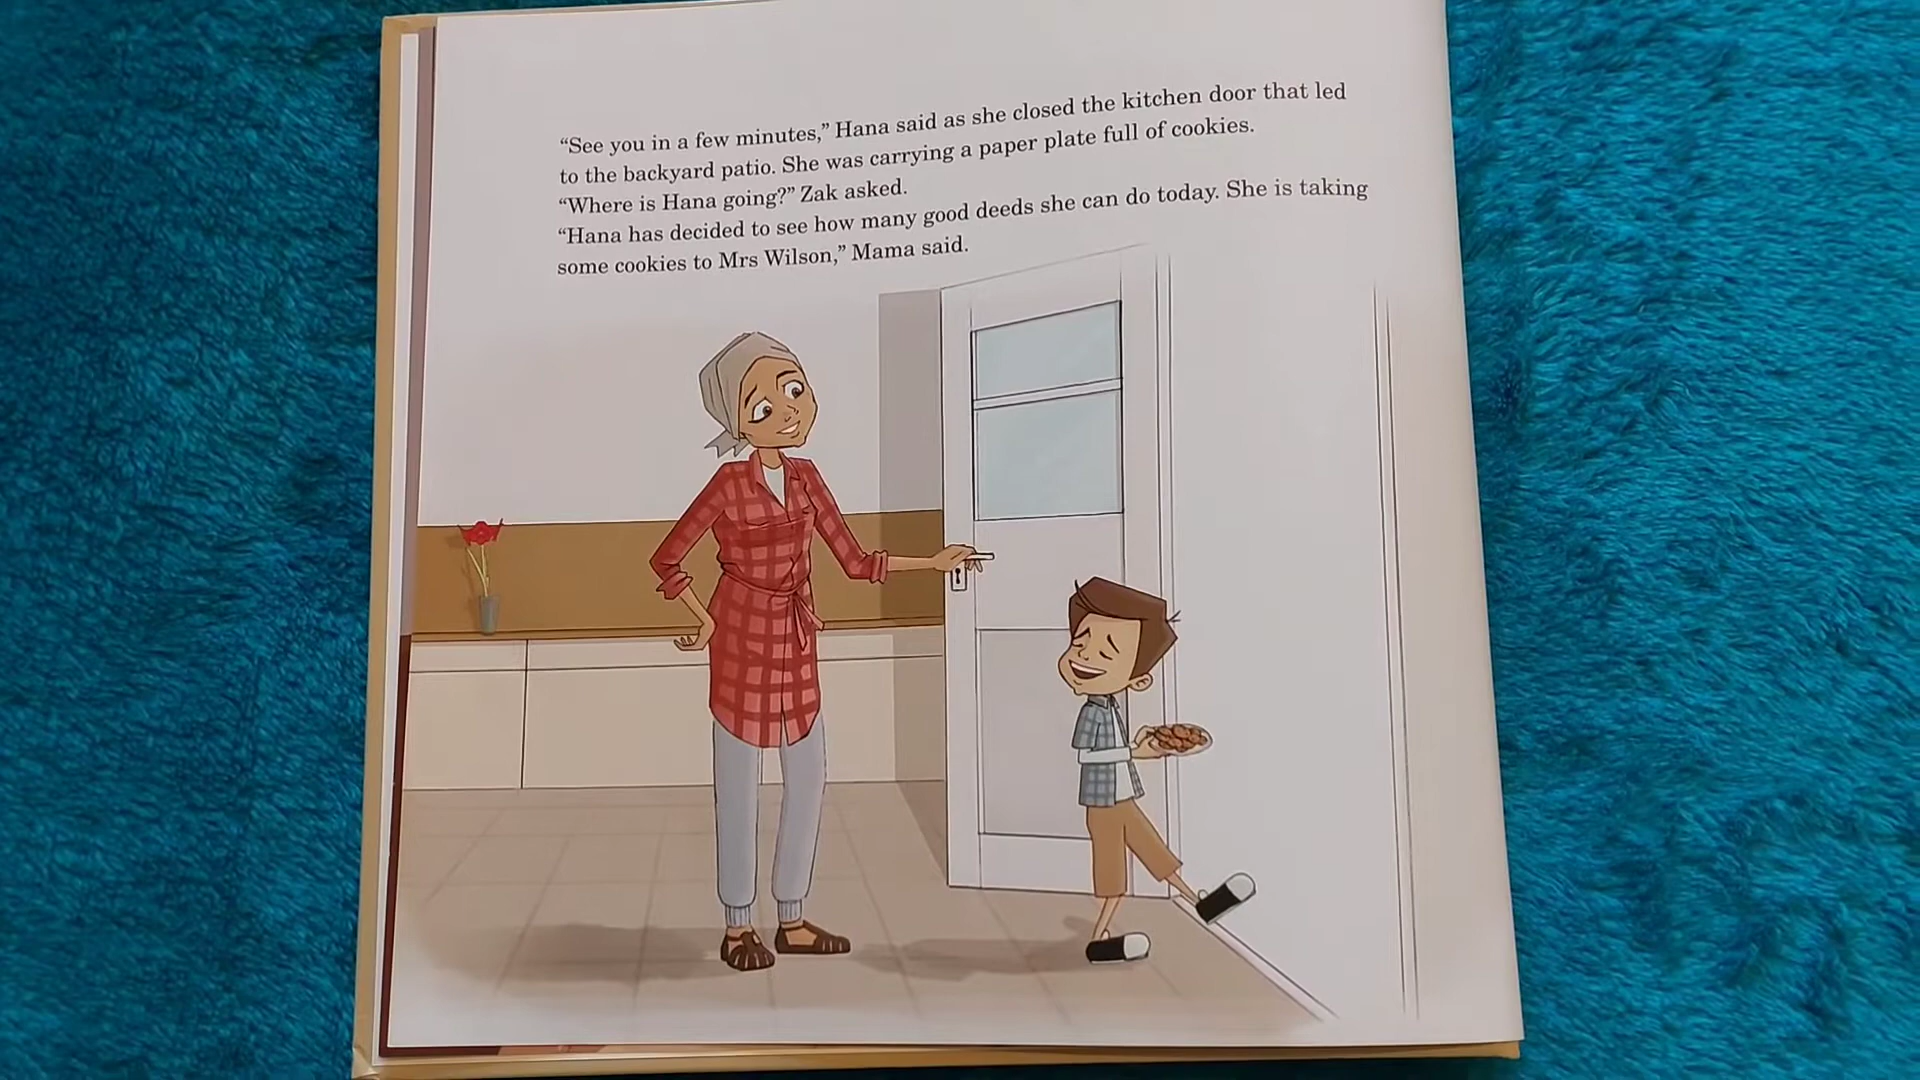 “See you in a few minutes,” Hana said as she closed the kitchen door that led
to the backyard patio. She was carrying a paper plate full of cookies.
“Where is Hana going?” Zak asked.
“Hana has decided to see how many good deeds she can do today. She is taking
some cookies to Mrs Wilson,” Mama said.